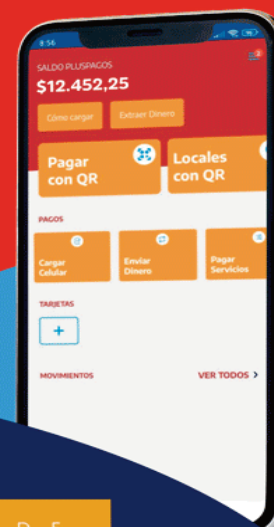 8:56
SALDO PLUSPAGOS
$12.452,25
Cómo cargar
Extraer Dinero
Pagar
con QR
Locales
con QR
PAGOS
Cargar
Celular
Enviar
Dinero
Pagar
Servicios
TARJETAS
+
MOVIMIENTOS
VER TODOS >